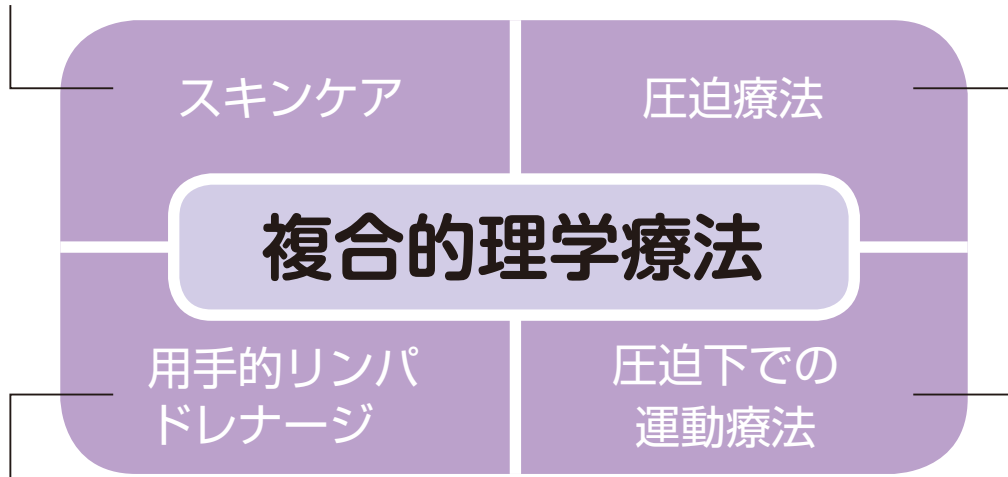 スキンケア
圧迫療法
複合的理学療法
用手的リンパ
ドレナージ
圧迫下での
運動療法